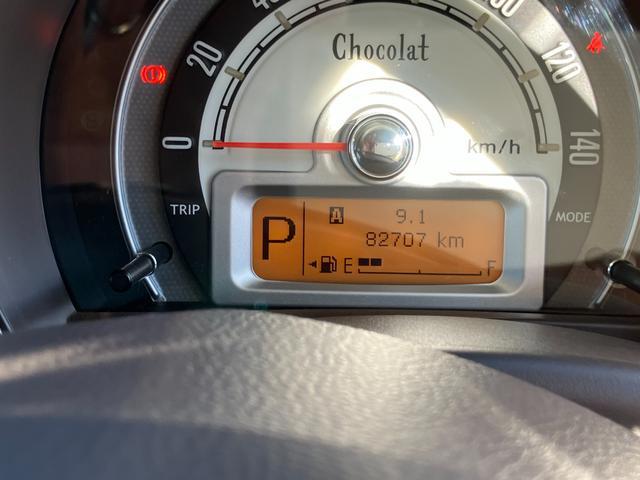 Chocolat
20
120
0
km/h
140
TRIP
MODE
P
A 9.1
82707 km
E F